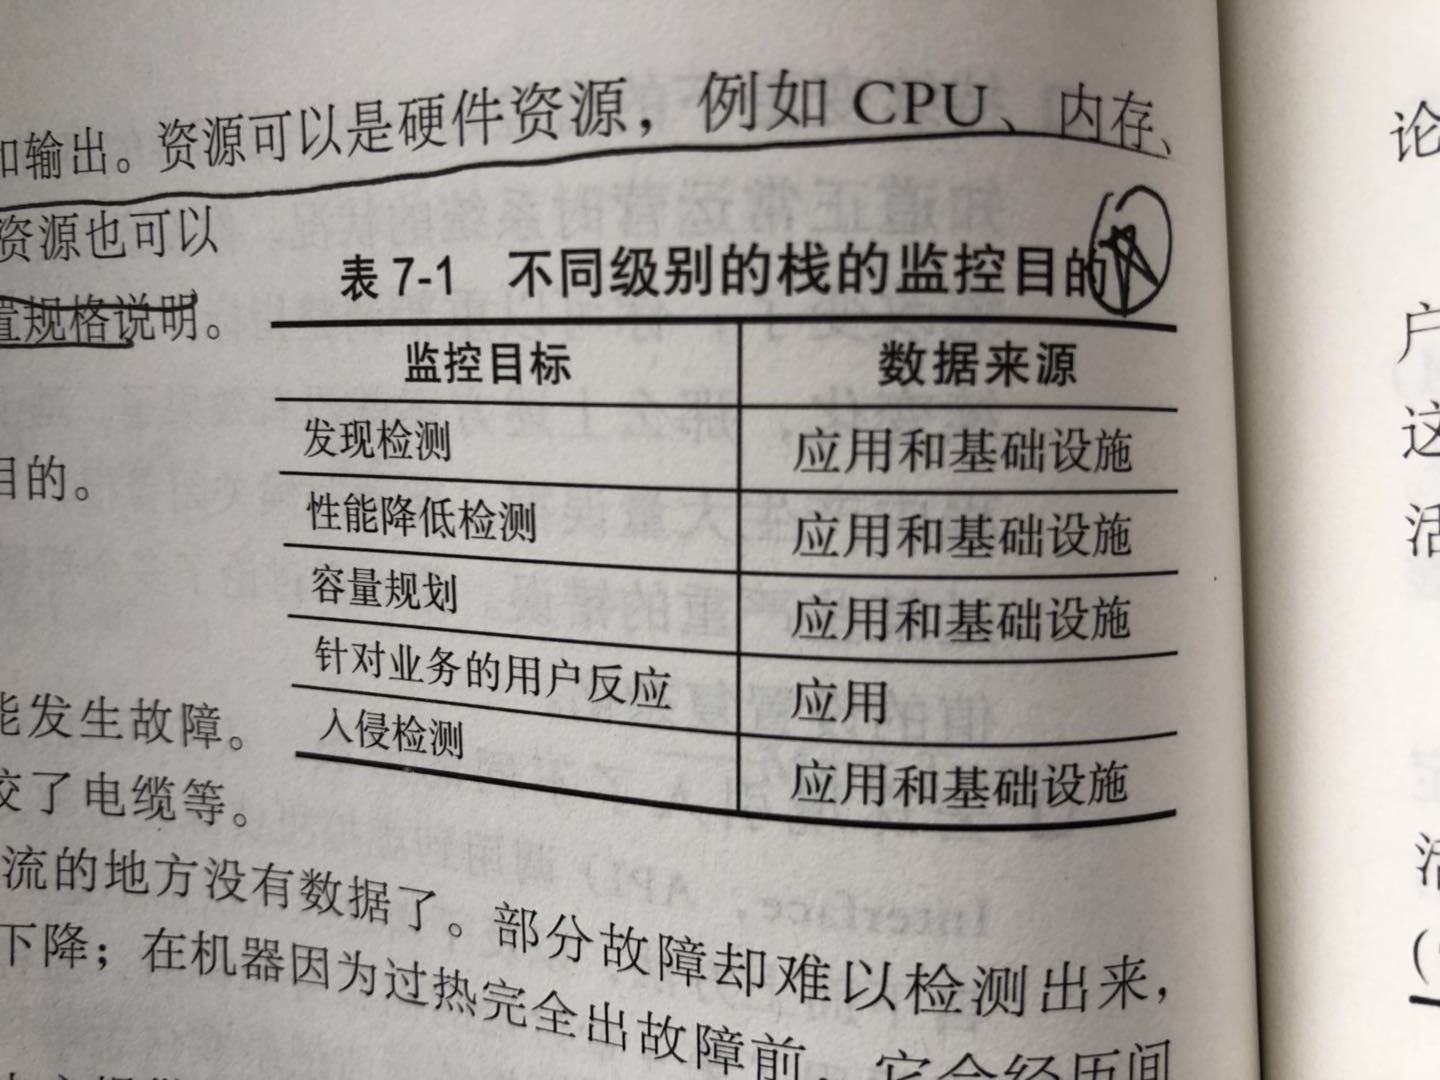 和输出。资源可以是硬件资源，例如 CPU、内存、
资源也可以
置规格说明。
目的。
能发生故障。
交了电缆等。
表 7-1 不同级别的栈的监控目的
监控目标 数据来源
发现检测 应用和基础设施
性能降低检测 应用和基础设施
容量规划 应用和基础设施
针对业务的用户反应 应用
入侵检测 应用和基础设施
流的地方没有数据了。部分故障却难以检测出来，
下降；在机器因为过热完全出故障前，它会经历间
论
户
这
活
活